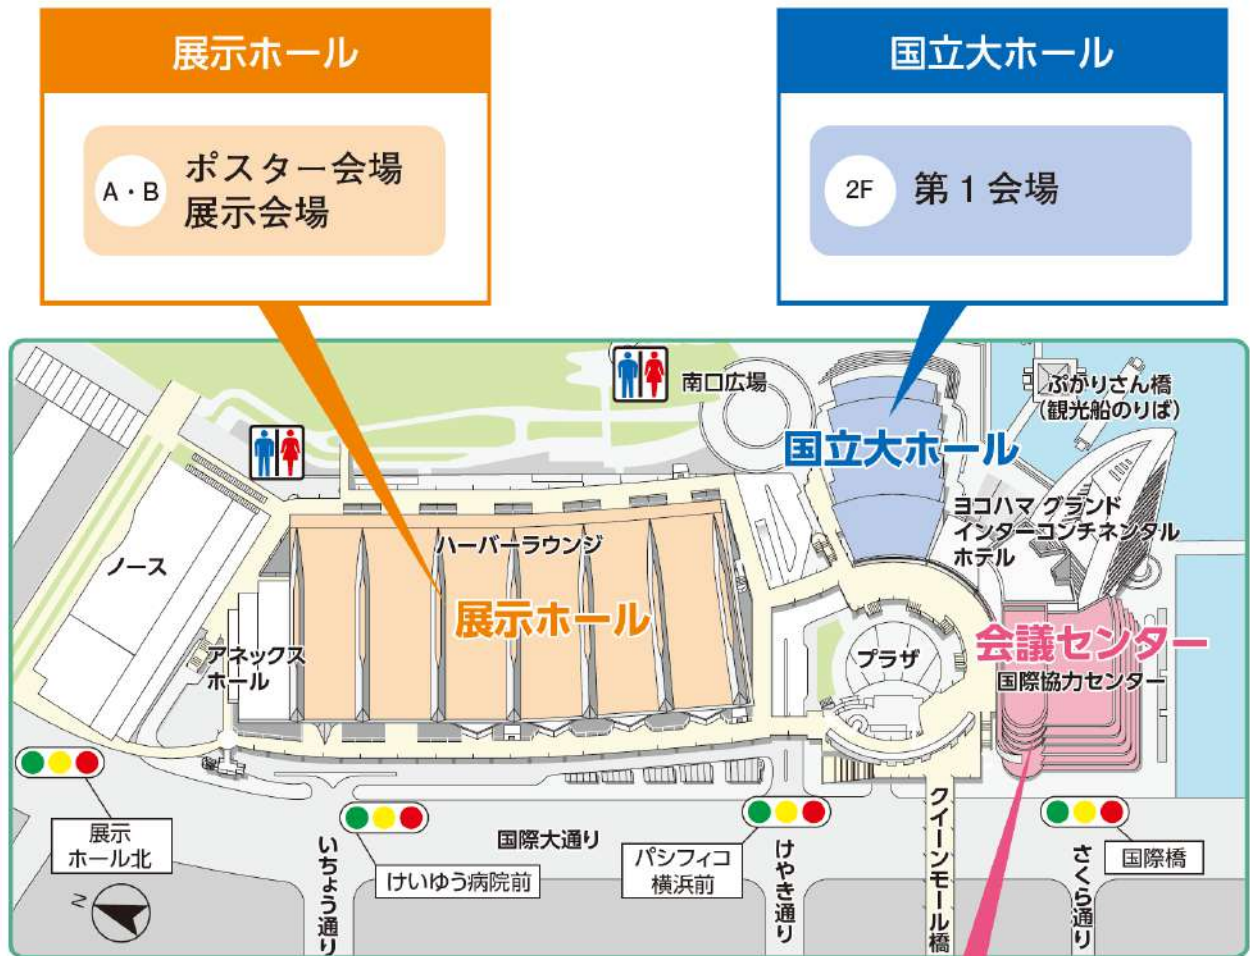 展示ホール
A・B
ポスター会場
展示会場
国立大ホール
2F
第1会場
南口広場
ぷかりさん橋
(観光船のりば)
国立大ホール
ヨコハマ グランド
インターコンチネンタル
ホテル
ノース
ハーバーラウンジ
展示ホール
アネックス
ホール
プラザ
会議センター
国際協力センター
展示
ホール北
N
いちょう通り
けいゆう病院前
国際大通り
パシフィコ
横浜前
けやき通り
クイーンモール橋
さくら通り
国際橋